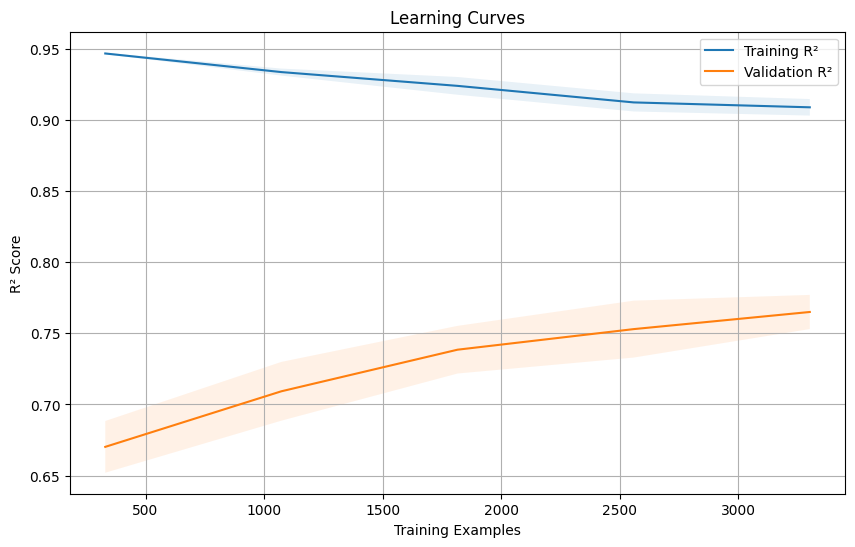 Learning Curves
Training R²
Validation R²
R² Score
0.95
0.90
0.85
0.80
0.75
0.70
0.65
500 1000 1500 2000 2500 3000
Training Examples